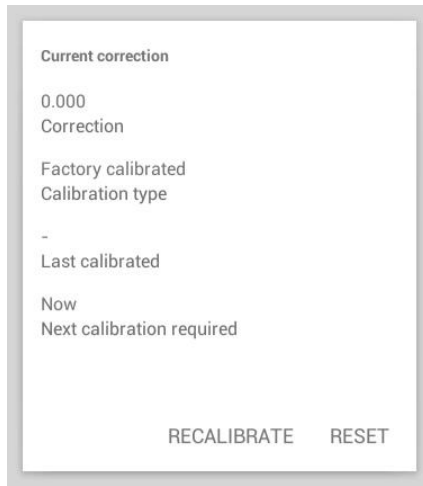 Current correction
0.000
Correction
Factory calibrated
Calibration type
-
Last calibrated
Now
Next calibration required
RECALIBRATE RESET